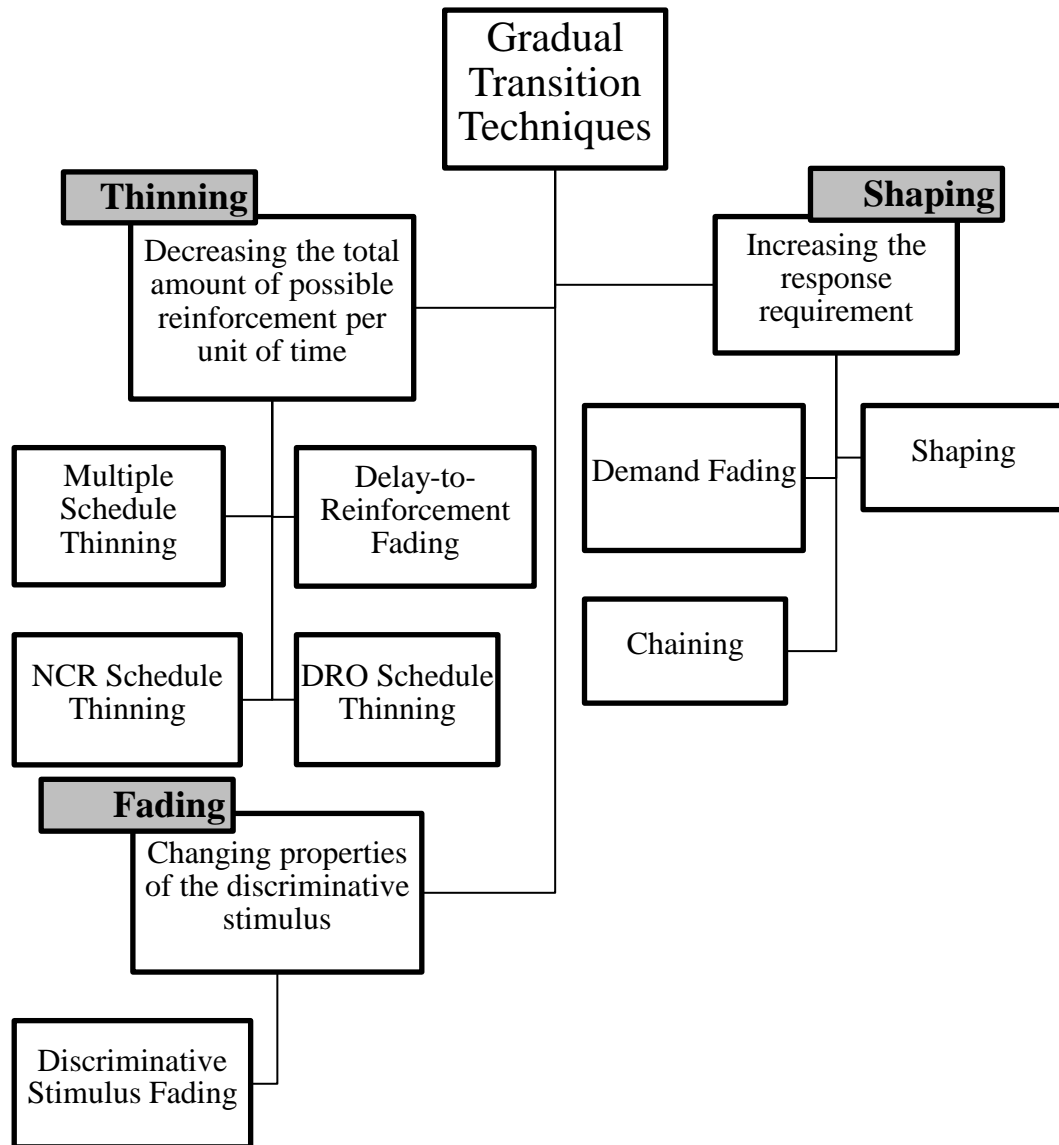 Gradual
Transition
Techniques
Thinning
Decreasing the total
amount of possible
reinforcement per
unit of time
Multiple
Schedule
Thinning
Delay-to-
Reinforcement
Fading
NCR Schedule
Thinning
DRO Schedule
Thinning
Shaping
Increasing the
response
requirement
Demand Fading
Shaping
Chaining
Fading
Changing properties
of the discriminative
stimulus
Discriminative
Stimulus Fading